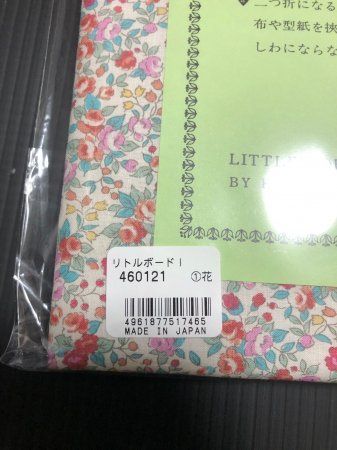 二つ折になる
布や型紙を挟
しわにならな
LITTLE
BY
リトルボードⅠ
460121 ①花
4961877517465
MADE IN JAPAN